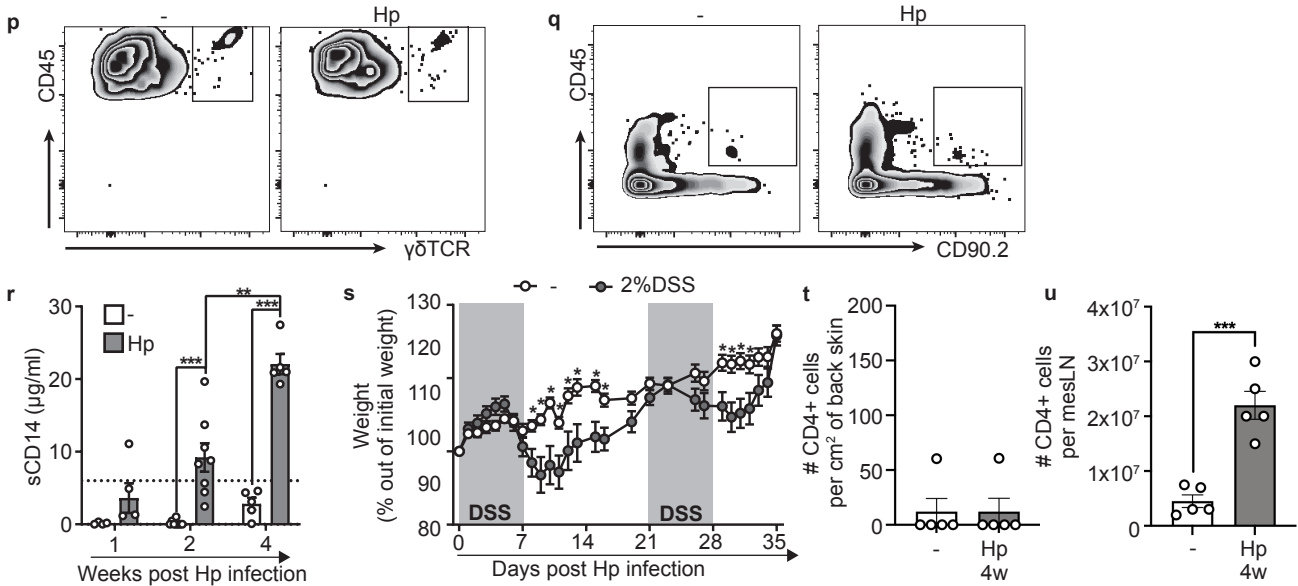 p
-
Hp
CD45
γδTCR
q
-
Hp
CD45
CD90.2
r
-
Hp
**
***
***
sCD14 (µg/ml)
30
20
10
0
1
2
4
Weeks post Hp infection
s
-
2%DSS
Weight
(% out of initial weight)
130
120
110
100
90
80
* * * * * * *
* * * *
DSS
DSS
0
7
14
21
28
35
Days post Hp infection
t
# CD4+ cells
per cm² of back skin
200
150
100
50
0
-
Hp
4w
u
# CD4+ cells
per mesLN
4x10⁷
3x10⁷
2x10⁷
1x10⁷
0
***
-
Hp
4w